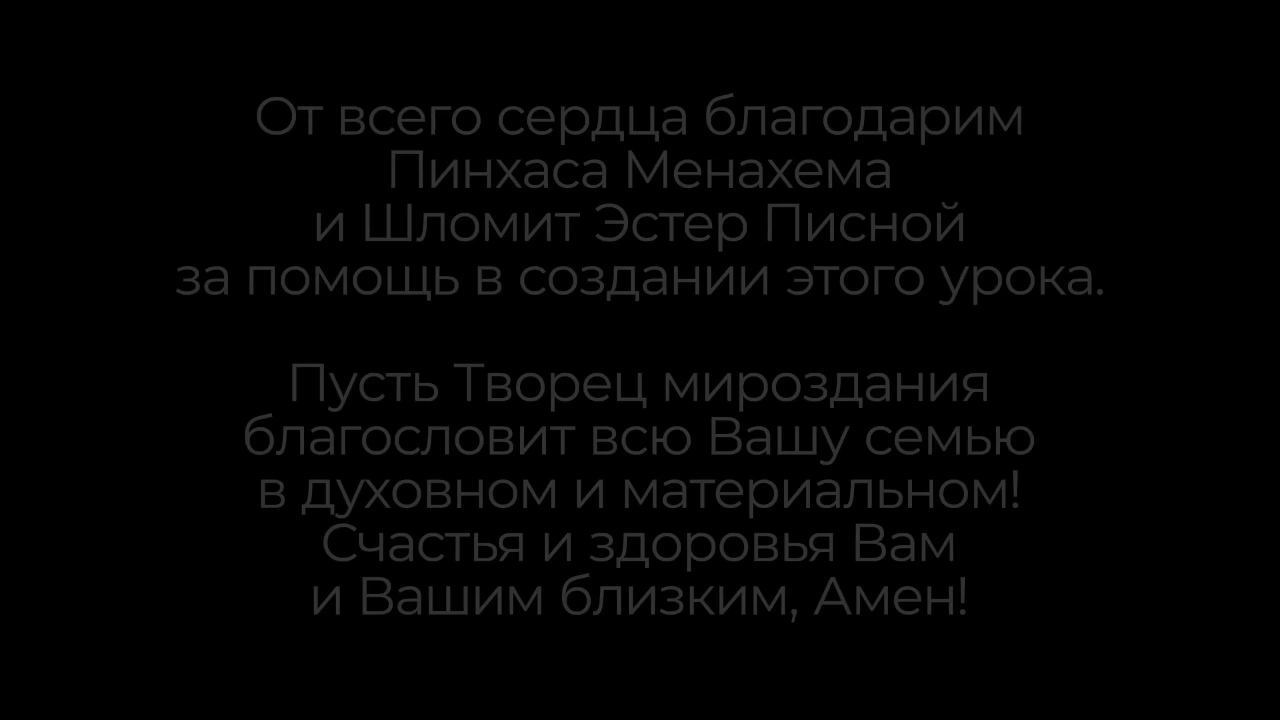 От всего сердца благодарим
Пинхаса Менахема
и Шломит Эстер Писной
за помощь в создании этого урока.
Пусть Творец мироздания
благословит всю Вашу семью
в духовном и материальном!
Счастья и здоровья Вам
и Вашим близким, Амен!